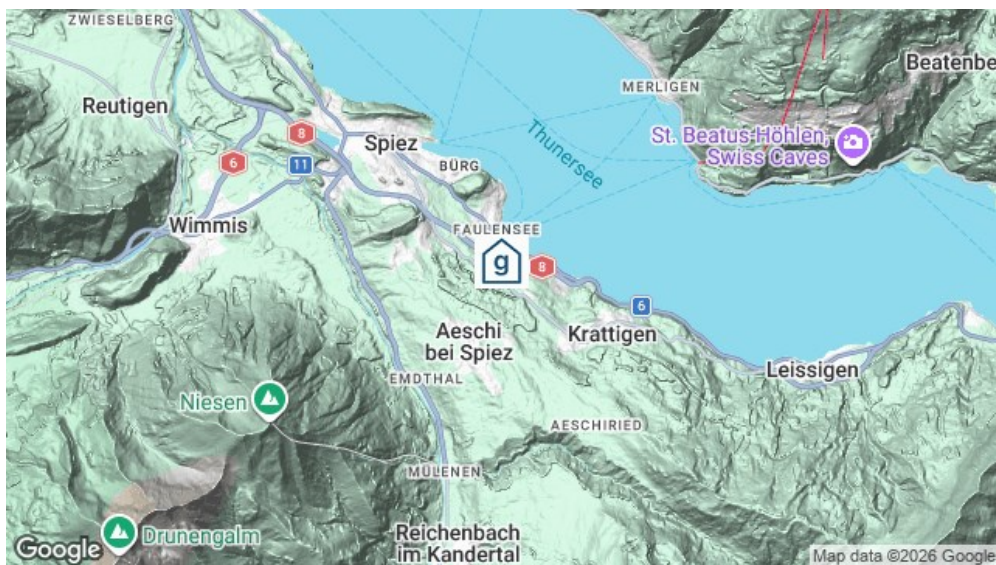 ZWIESELBERG
Reutigen
MERLIGEN
Beatenbe
8
Spiez
Thunersee
St. Beatus-Höhlen,
Swiss Caves
6
11
BÜRG
Wimmis
FAULENSEE
g
8
6
Aeschi
bei Spiez
Krattigen
Leissigen
EMDTHAL
Niesen
AESCHIRIED
MÜLENEN
Drunengalm
Reichenbach
im Kandertal
Google
Map data ©2026 Google